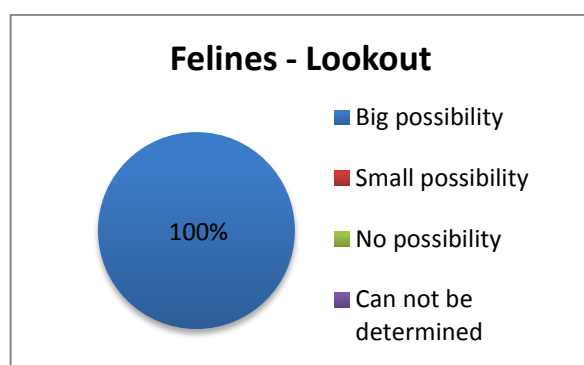 Felines - Lookout
100%
Big possibility
Small possibility
No possibility
Can not be
determined